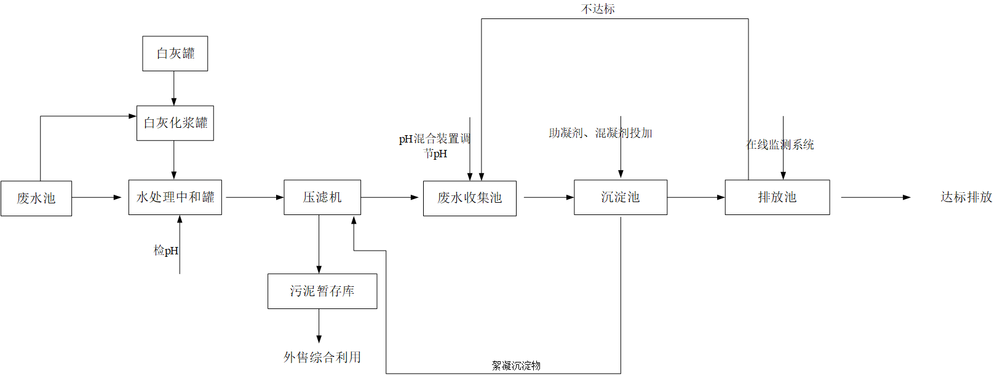 不达标
白灰罐
白灰化浆罐
pH混合装置调
节pH
助凝剂、混凝剂投加
在线监测系统
废水池
水处理中和罐
压滤机
废水收集池
沉淀池
排放池
达标排放
检pH
污泥暂存库
外售综合利用
絮凝沉淀物